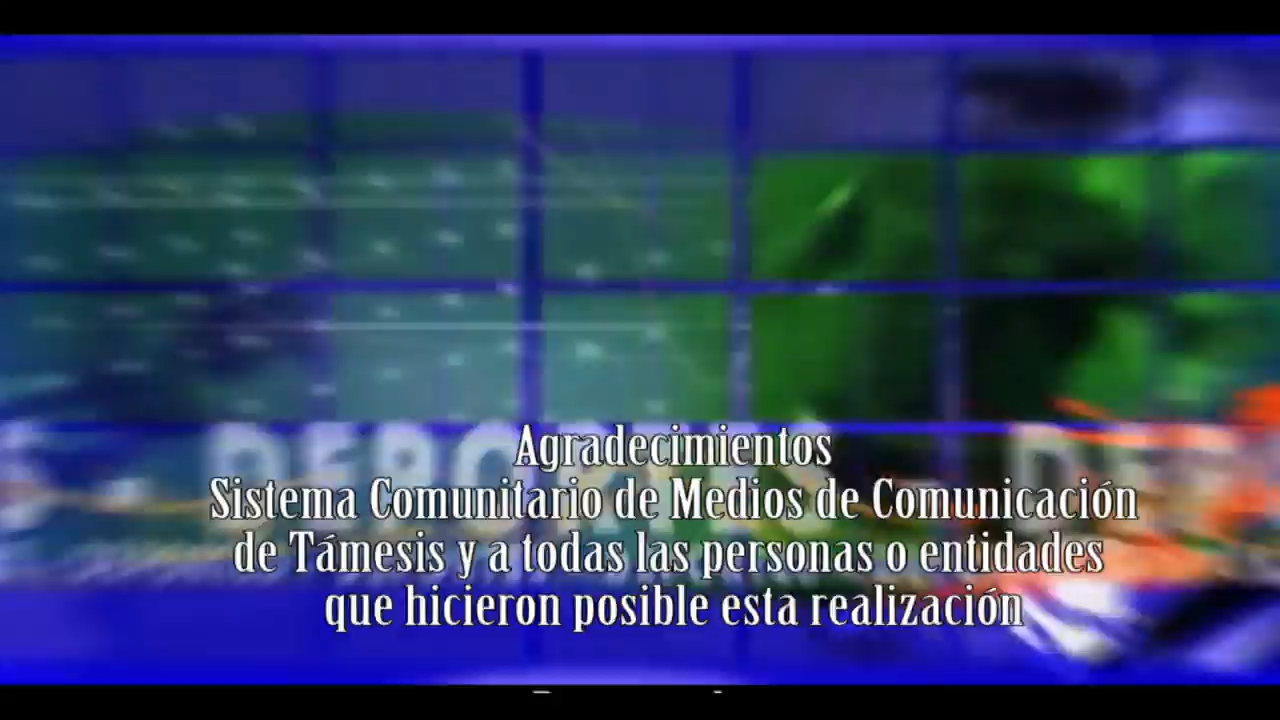 Agradecimientos
Sistema Comunitario de Medios de Comunicación
de Támesis y a todas las personas o entidades
que hicieron posible esta realización